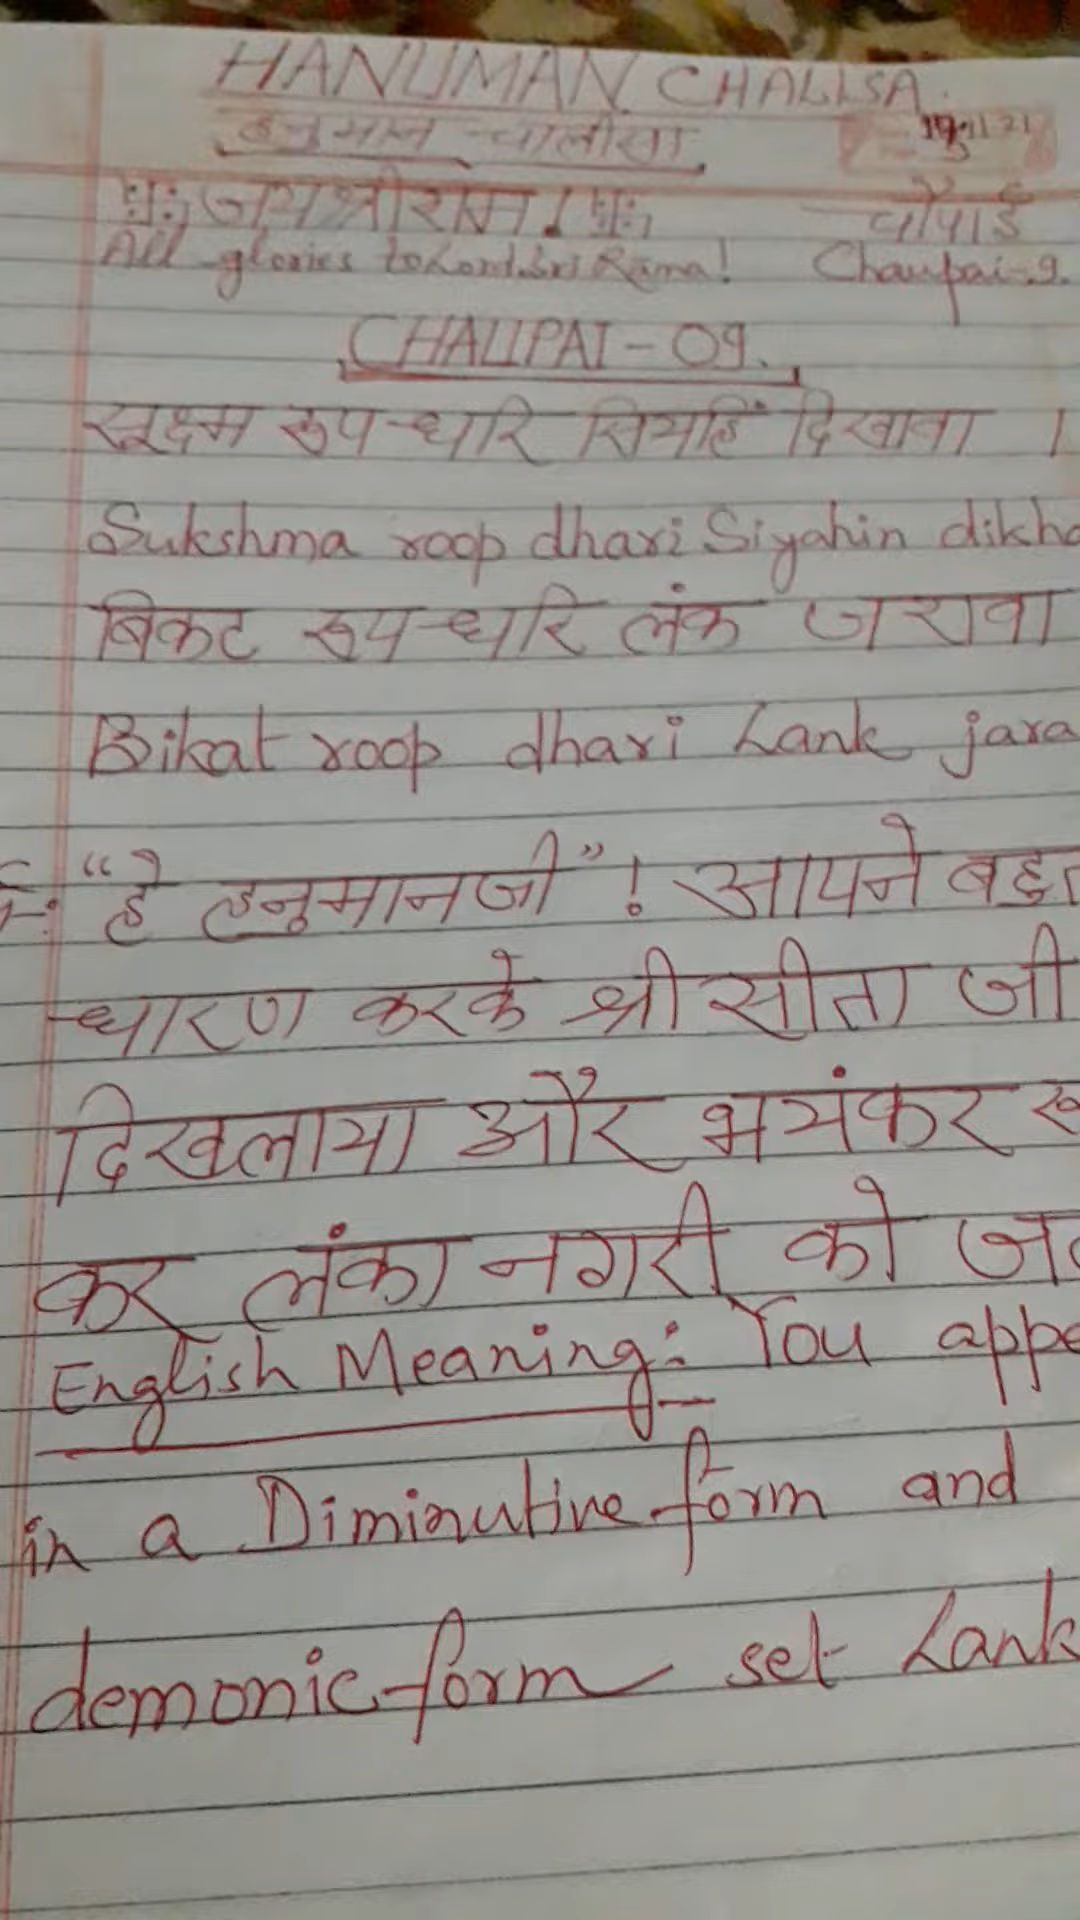 HANUMAN CHALISA
हनुमान चालीसा
जय श्री राम!
चौपाई
All glories to Lord Sri Rama! Chaupai-9.
CHAUPAI-09.
सूक्ष्म रूप धरि सियहिं दिखावा ।
Sukshma roop dhari Siyahin dikha
बिकट रूप धरि लंक जरावा
Bikat roop dhari Lank jara
“हे हनुमानजी”! आपने बहुत
धारण करके श्री सीता जी
दिखलाया और भयंकर रू
कर लंका नगरी को ज
English Meaning:- You appe
in a Diminutive form and
demonic form set Lank